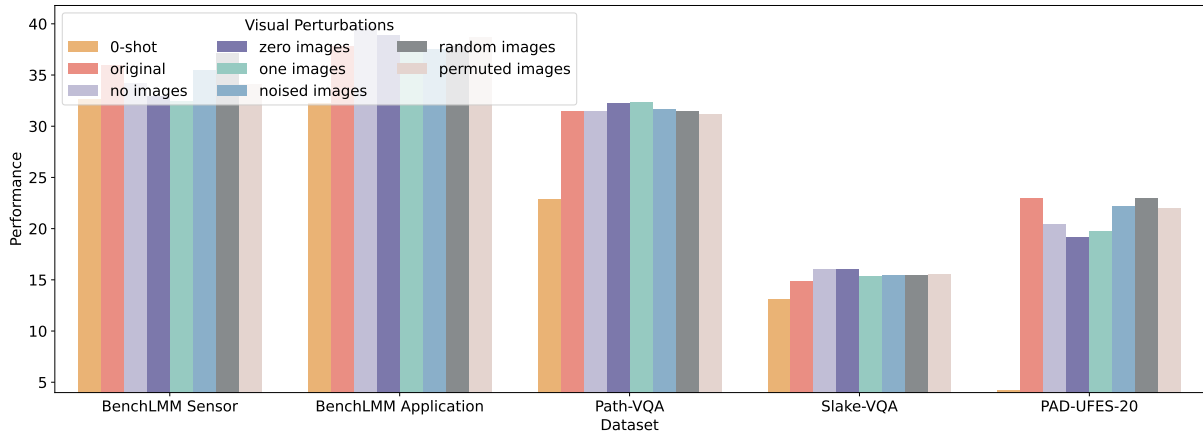 Visual Perturbations
0-shot
original
no images
zero images
one images
noised images
random images
permuted images
Performance
40
35
30
25
20
15
10
5
BenchLMM Sensor
BenchLMM Application
Path-VQA
Slake-VQA
PAD-UFES-20
Dataset